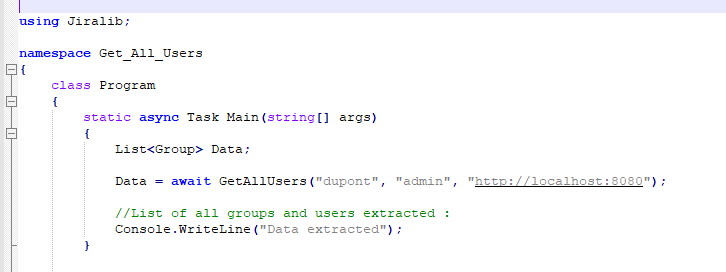 using Jiralib;
namespace Get_All_Users
{
class Program
{
static async Task Main(string[] args)
{
List<Group> Data;
Data = await GetAllUsers("dupont", "admin", "http://localhost:8080");
//List of all groups and users extracted :
Console.WriteLine("Data extracted");
}